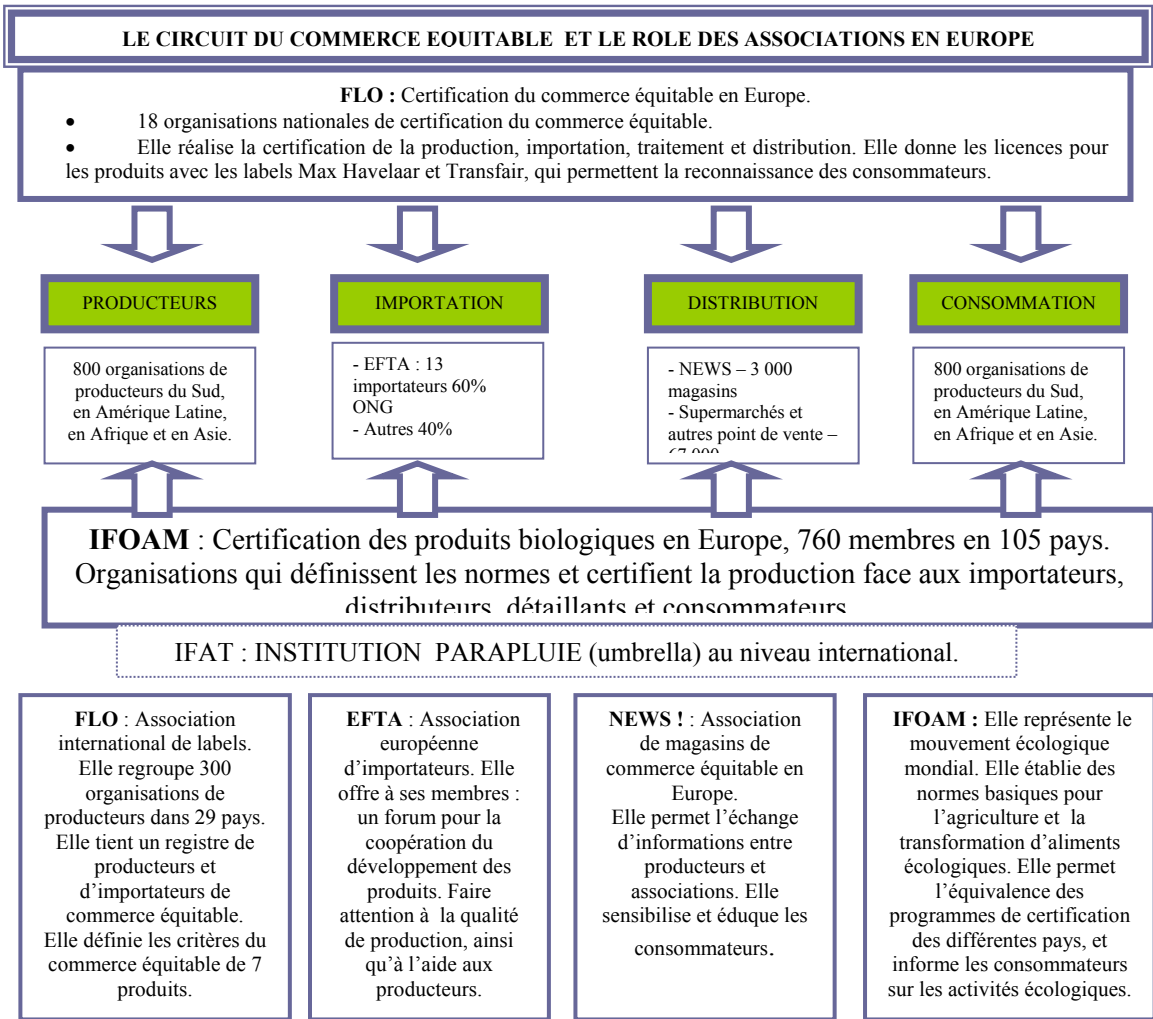 LE CIRCUIT DU COMMERCE EQUITABLE ET LE ROLE DES ASSOCIATIONS EN EUROPE
FLO : Certification du commerce équitable en Europe.
• 18 organisations nationales de certification du commerce équitable.
• Elle réalise la certification de la production, importation, traitement et distribution. Elle donne les licences pour
les produits avec les labels Max Havelaar et Transfair, qui permettent la reconnaissance des consommateurs.
PRODUCTEURS
IMPORTATION
DISTRIBUTION
CONSOMMATION
800 organisations de
producteurs du Sud,
en Amérique Latine,
en Afrique et en Asie.
- EFTA : 13
importateurs 60%
ONG
- Autres 40%
- NEWS – 3 000
magasins
- Supermarchés et
autres point de vente –
67 000
800 organisations de
producteurs du Sud,
en Amérique Latine,
en Afrique et en Asie.
IFOAM : Certification des produits biologiques en Europe, 760 membres en 105 pays.
Organisations qui définissent les normes et certifient la production face aux importateurs,
distributeurs, détaillants et consommateurs
IFAT : INSTITUTION PARAPLUIE (umbrella) au niveau international.
FLO : Association
international de labels.
Elle regroupe 300
organisations de
producteurs dans 29 pays.
Elle tient un registre de
producteurs et
d’importateurs de
commerce équitable.
Elle définie les critères du
commerce équitable de 7
produits.
EFTA : Association
européenne
d’importateurs. Elle
offre à ses membres :
un forum pour la
coopération du
développement des
produits. Faire
attention à la qualité
de production, ainsi
qu’à l’aide aux
producteurs.
NEWS ! : Association
de magasins de
commerce équitable en
Europe.
Elle permet l’échange
d’informations entre
producteurs et
associations. Elle
sensibilise et éduque les
consommateurs.
IFOAM : Elle représente le
mouvement écologique
mondial. Elle établie des
normes basiques pour
l’agriculture et la
transformation d’aliments
écologiques. Elle permet
l’équivalence des
programmes de certification
des différentes pays, et
informe les consommateurs
sur les activités écologiques.